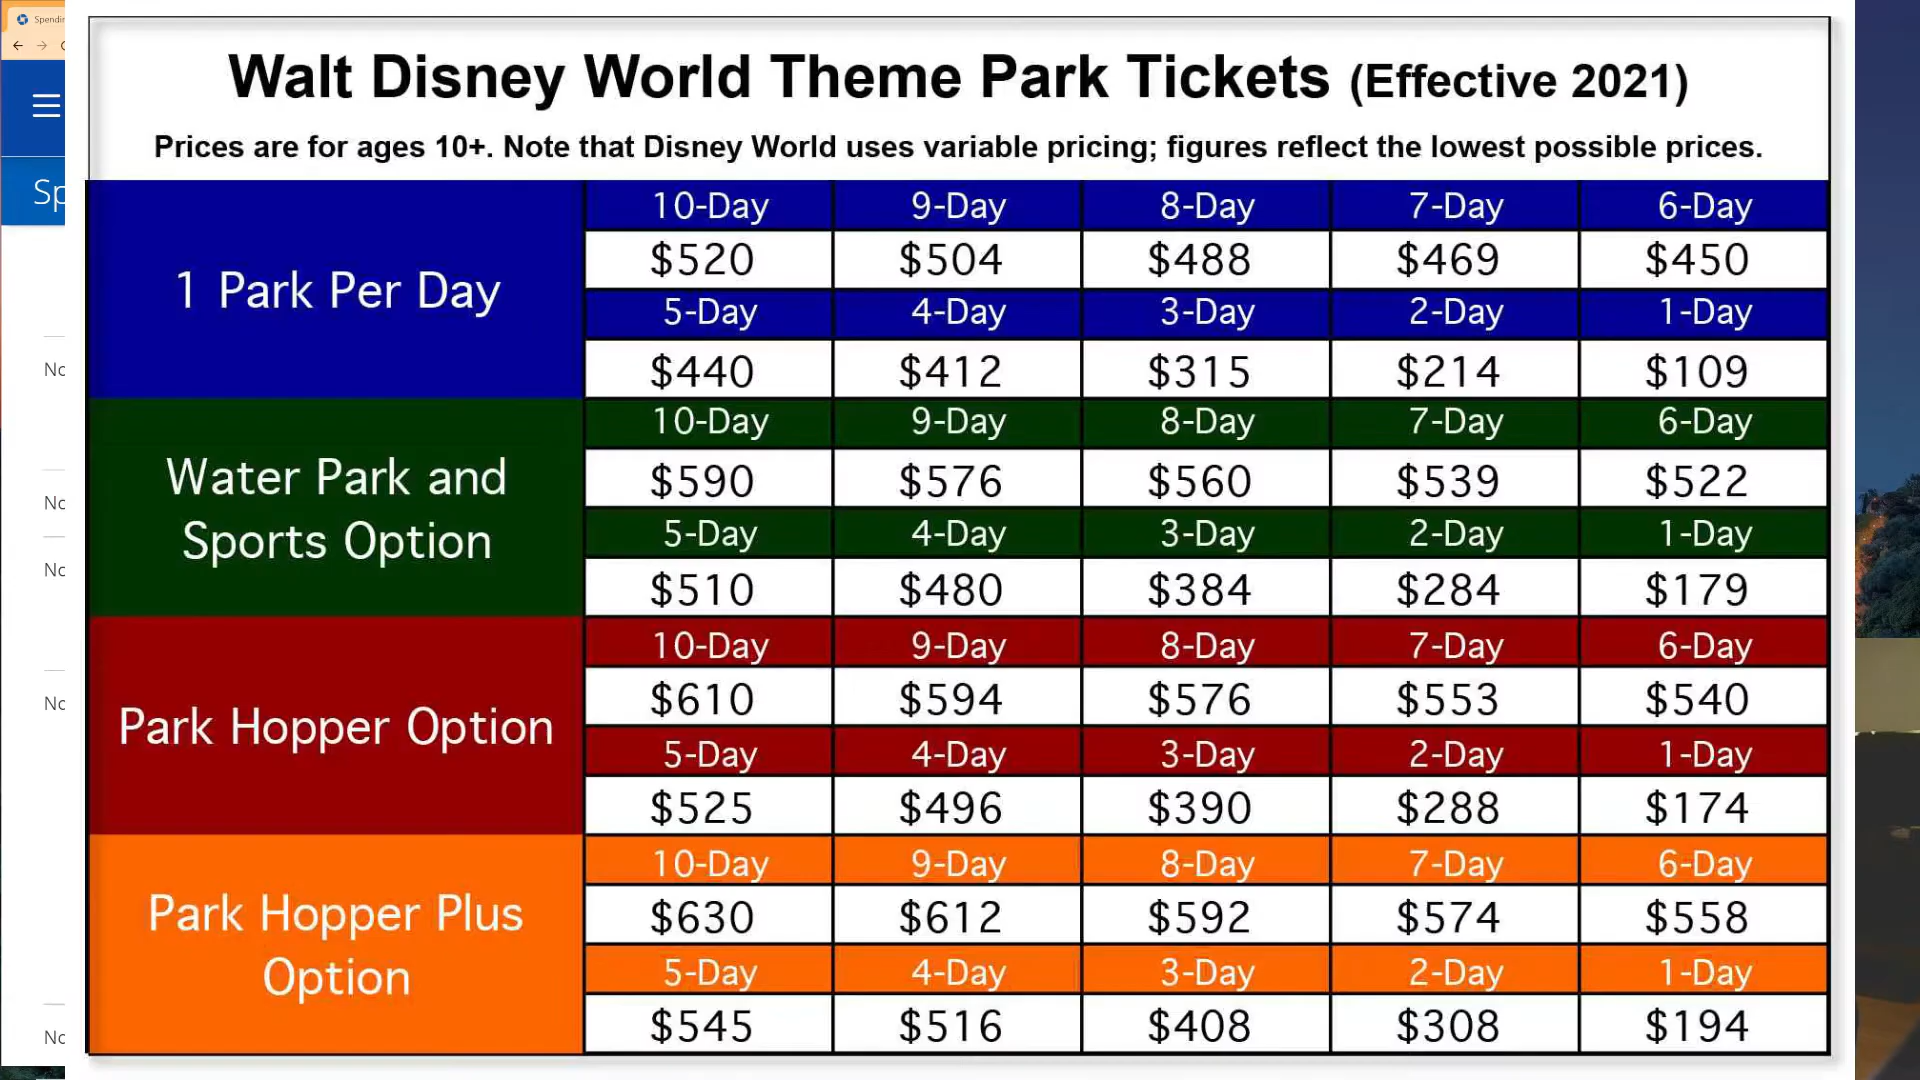 Spendin
Sp
Nc
Nc
Nc
Nc
Nc
Walt Disney World Theme Park Tickets (Effective 2021)
Prices are for ages 10+. Note that Disney World uses variable pricing; figures reflect the lowest possible prices.
1 Park Per Day
10-Day 9-Day 8-Day 7-Day 6-Day
$520 $504 $488 $469 $450
5-Day 4-Day 3-Day 2-Day 1-Day
$440 $412 $315 $214 $109
Water Park and
Sports Option
10-Day 9-Day 8-Day 7-Day 6-Day
$590 $576 $560 $539 $522
5-Day 4-Day 3-Day 2-Day 1-Day
$510 $480 $384 $284 $179
Park Hopper Option
10-Day 9-Day 8-Day 7-Day 6-Day
$610 $594 $576 $553 $540
5-Day 4-Day 3-Day 2-Day 1-Day
$525 $496 $390 $288 $174
Park Hopper Plus
Option
10-Day 9-Day 8-Day 7-Day 6-Day
$630 $612 $592 $574 $558
5-Day 4-Day 3-Day 2-Day 1-Day
$545 $516 $408 $308 $194